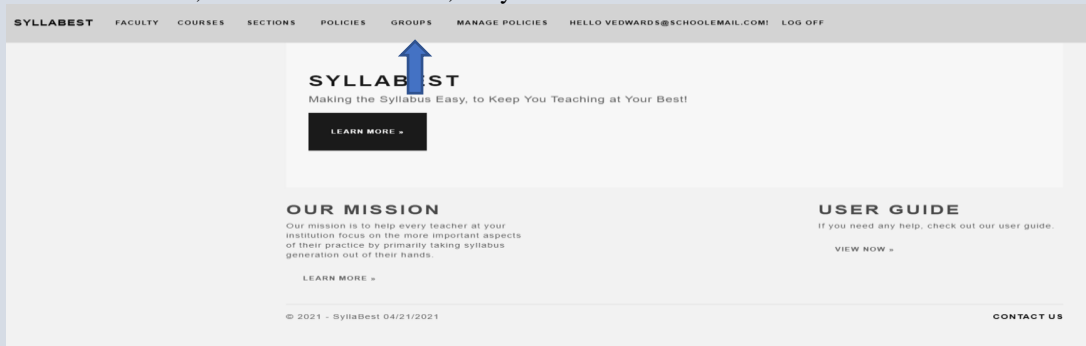 SYLLABEST FACULTY COURSES SECTIONS POLICIES GROUPS MANAGE POLICIES HELLO VEDWARDS@SCHOOLEMAIL.COM! LOG OFF
SYLLABEST
Making the Syllabus Easy, to Keep You Teaching at Your Best!
LEARN MORE »
OUR MISSION
Our mission is to help every teacher at your
institution focus on the more important aspects
of their practice by primarily taking syllabus
generation out of their hands.
LEARN MORE »
USER GUIDE
If you need any help, check out our user guide.
VIEW NOW »
© 2021 - SyllaBest 04/21/2021
CONTACT US